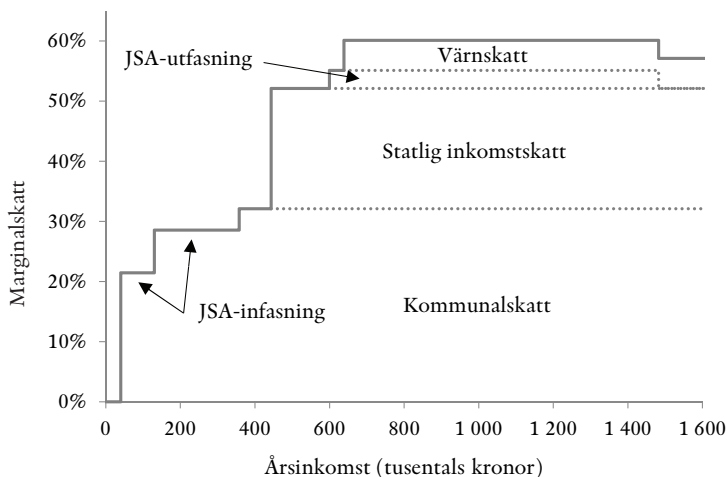 60%
50%
40%
30%
20%
10%
0%
Marginalskatt
JSA-utfasning
Värnskatt
Statlig inkomstskatt
JSA-infasning
Kommunalskatt
0 200 400 600 800 1 000 1 200 1 400 1 600
Årsinkomst (tusentals kronor)